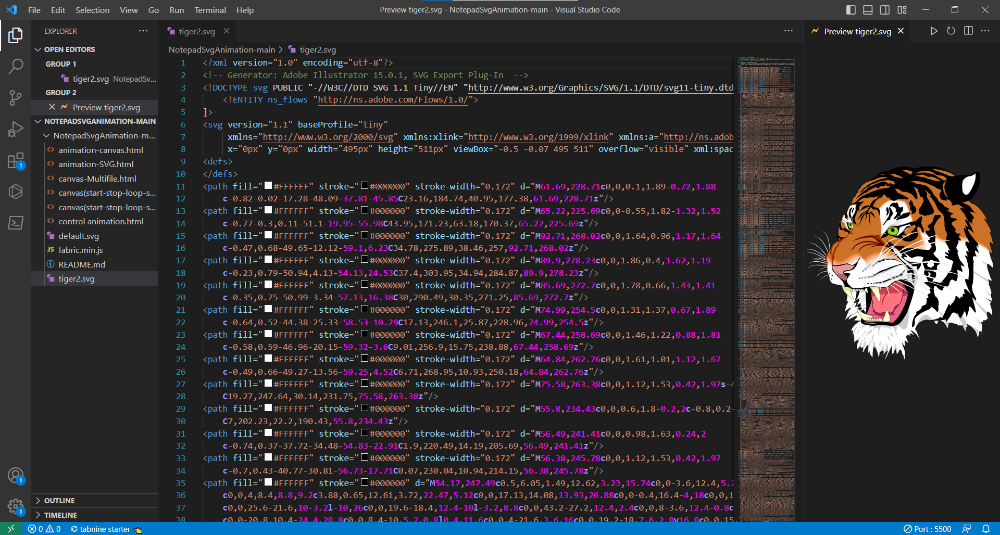 File Edit Selection View Go Run Terminal Help
Preview tiger2.svg - NotepadSvgAnimation-main - Visual Studio Code
EXPLORER
OPEN EDITORS
GROUP 1
tiger2.svg NotepadSv...
GROUP 2
Preview tiger2.svg
NOTEPADSVGANIMATION-MAIN
NotepadSvgAnimation-m...
animation-canvas.html
animation-SVG.html
canvas-Multifile.html
canvas(start-stop-loop-s...
canvas(start-stop-loop-s...
control animation.html
default.svg
JS fabric.min.js
README.md
tiger2.svg
OUTLINE
TIMELINE
1
1
1
tiger2.svg
NotepadSvgAnimation-main > tiger2.svg
1 <?xml version="1.0" encoding="utf-8"?>
2 <!-- Generator: Adobe Illustrator 15.0.1, SVG Export Plug-In  -->
3 <!DOCTYPE svg PUBLIC "-//W3C//DTD SVG 1.1 Tiny//EN" "http://www.w3.org/Graphics/SVG/1.1/DTD/svg11-tiny.dtd
4 <!ENTITY ns_flows "http://ns.adobe.com/Flows/1.0/">
5 ]>
6 <svg version="1.1" baseProfile="tiny"
7 xmlns="http://www.w3.org/2000/svg" xmlns:xlink="http://www.w3.org/1999/xlink" xmlns:a="http://ns.adob
8 x="0px" y="0px" width="495px" height="511px" viewBox="-0.5 -0.07 495 511" overflow="visible" xml:spac
9 <defs>
10 </defs>
11 <path fill="#FFFFFF" stroke="#000000" stroke-width="0.172" d="M61.69,228.71c0,0,0.1,1.89-0.72,1.88
12 c-0.82-0.02-17.28-48.09-37.81-45.85C23.16,184.74,40.95,177.38,61.69,228.71z"/>
13 <path fill="#FFFFFF" stroke="#000000" stroke-width="0.172" d="M65.22,225.69c0,0-0.55,1.82-1.32,1.52
14 c-0.77-0.3,0.11-51.1-19.95-55.98C43.95,171.23,63.18,170.37,65.22,225.69z"/>
15 <path fill="#FFFFFF" stroke="#000000" stroke-width="0.172" d="M92.71,268.02c0,0,1.64,0.96,1.17,1.64
16 c-0.47,0.68-49.65-12.12-59.1,6.23C34.78,275.89,38.46,257,92.71,268.02z"/>
17 <path fill="#FFFFFF" stroke="#000000" stroke-width="0.172" d="M89.9,278.23c0,0,1.86,0.4,1.62,1.19
18 c-0.23,0.79-50.94,4.13-54.13,24.53C37.4,303.95,34.94,284.87,89.9,278.23z"/>
19 <path fill="#FFFFFF" stroke="#000000" stroke-width="0.172" d="M85.69,272.7c0,0,1.78,0.66,1.43,1.41
20 c-0.35,0.75-50.99-3.34-57.13,16.38C30,290.49,30.35,271.25,85.69,272.7z"/>
21 <path fill="#FFFFFF" stroke="#000000" stroke-width="0.172" d="M74.99,254.5c0,0,1.31,1.37,0.67,1.89
22 c-0.64,0.52-44.38-25.33-58.53-10.29C17.13,246.1,25.87,228.96,74.99,254.5z"/>
23 <path fill="#FFFFFF" stroke="#000000" stroke-width="0.172" d="M67.44,258.69c0,0,1.46,1.22,0.88,1.81
24 c-0.58,0.59-46.96-20.15-59.32-3.6C9.01,256.9,15.75,238.88,67.44,258.69z"/>
25 <path fill="#FFFFFF" stroke="#000000" stroke-width="0.172" d="M64.84,262.76c0,0,1.61,1.01,1.12,1.67
26 c-0.49,0.66-49.27-13.56-59.25,4.52C6.71,268.95,10.93,250.18,64.84,262.76z"/>
27 <path fill="#FFFFFF" stroke="#000000" stroke-width="0.172" d="M75.58,263.38c0,0,1.12,1.53,0.42,1.97s-4
28 C19.27,247.64,30.14,231.75,75.58,263.38z"/>
29 <path fill="#FFFFFF" stroke="#000000" stroke-width="0.172" d="M55.8,234.43c0,0,0.6,1.8-0.2,2c-0.8,0.2-
30 C7,202.23,22.2,190.43,55.8,234.43z"/>
31 <path fill="#FFFFFF" stroke="#000000" stroke-width="0.172" d="M56.49,241.41c0,0,0.98,1.63,0.24,2
32 c-0.74,0.37-37.72-34.48-54.83-22.91C1.9,220.49,14.19,205.69,56.49,241.41z"/>
33 <path fill="#FFFFFF" stroke="#000000" stroke-width="0.172" d="M56.38,245.78c0,0,1.12,1.53,0.42,1.97
34 c-0.7,0.43-40.77-30.81-56.73-17.71C0.07,230.04,10.94,214.15,56.38,245.78z"/>
35 <path fill="#FFFFFF" stroke="#000000" d="M54.17,247.49c0.5,6.05,1.49,12.62,3.23,15.74c0,0-3.6,12.4,5.2
36 c0,0,4,8.4,8.8,9.2c3.88,0.65,12.61,3.72,22.47,5.12c0,0,17.13,14.08,13.93,26.88c0,0-0.4,16.4-4,18c0,0,1
37 c0,0,25.6-21.6,10-3.2l-10,26c0,0,19.6-18.4,12.4-10l-3.2,8.8c0,0,43.2-27.2,12.4,2.4c0,0,8-3.6,12.4-0.8c
38 c0,0-20.8,10.4-24.4,28.8c0,0,8.4-10,5.2,0.8l0.4,11.6c0,0,4-21.6,3.6,16c0,0,19.2-18,7.6,2.8v16.8c0,0,15
Preview tiger2.svg
0 0 tabnine starter
Port : 5500